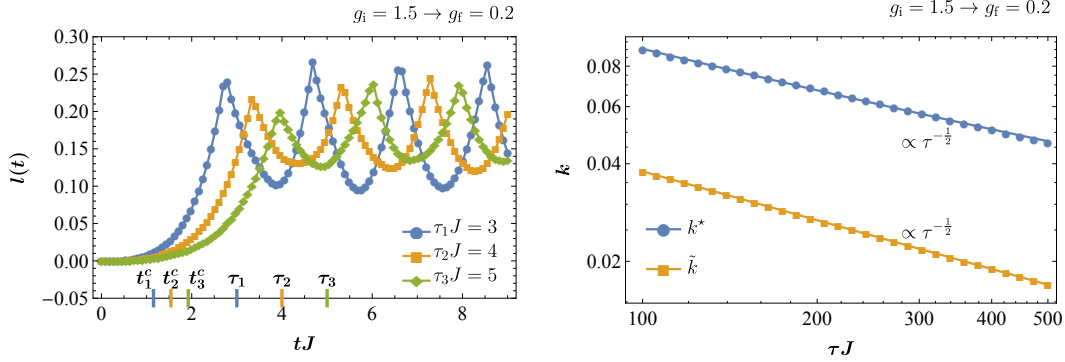 g_i = 1.5 → g_f = 0.2
0.30
0.25
0.20
0.15
0.10
0.05
0.00
−0.05
l(t)
τ₁J = 3
τ₂J = 4
τ₃J = 5
t₁ᶜ t₂ᶜ t₃ᶜ τ₁ τ₂ τ₃
0 2 4 6 8
tJ
g_i = 1.5 → g_f = 0.2
0.08
0.06
0.04
0.02
k
∝ τ^{-1/2}
∝ τ^{-1/2}
k*
k̃
100 200 300 400 500
τJ